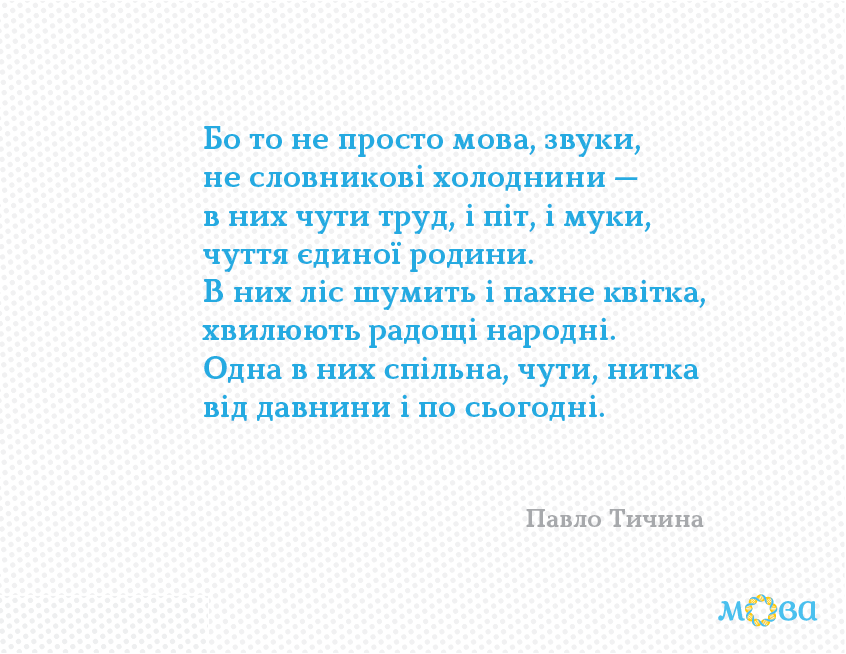 Бо то не просто мова, звуки,
не словникові холоднини —
в них чути труд, і піт, і муки,
чуття єдиної родини.
В них ліс шумить і пахне квітка,
хвилюють радощі народні.
Одна в них спільна, чути, нитка
від давнини і по сьогодні.
Павло Тичина
мова